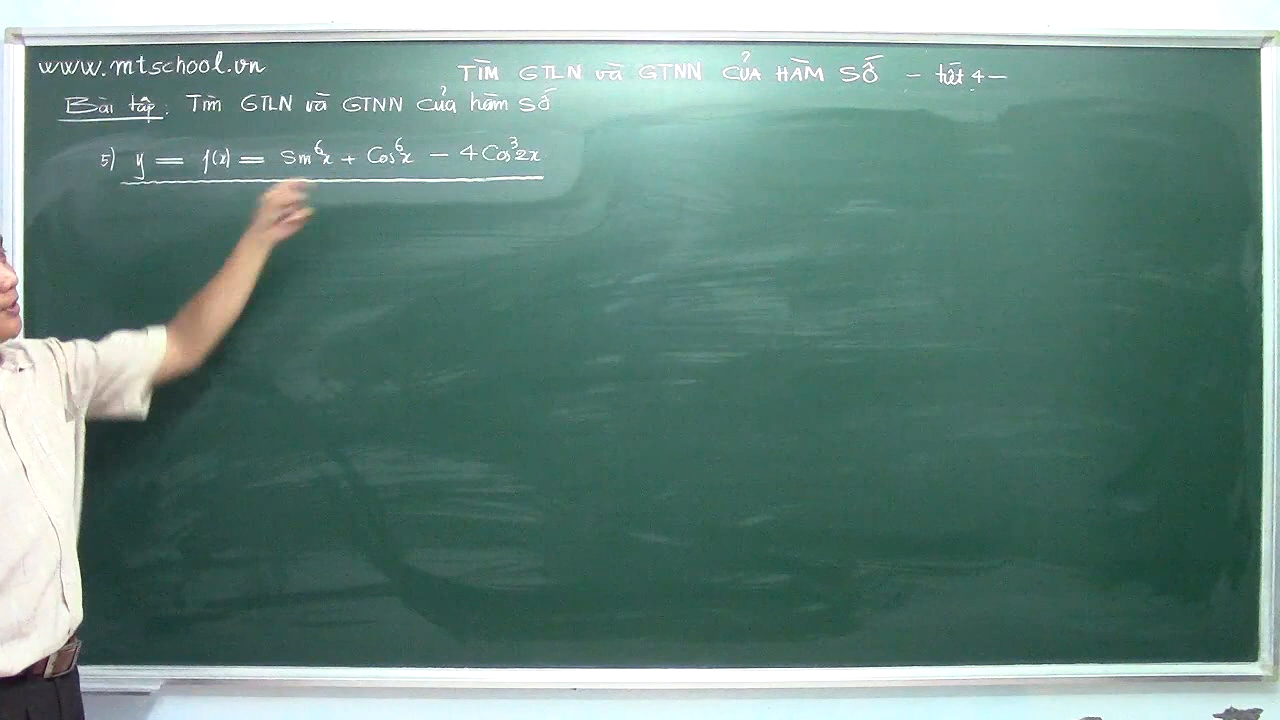 www.mtschool.vn
TÌM GTLN và GTNN CỦA HÀM SỐ - tiết 4 -
Bài tập: Tìm GTLN và GTNN của hàm số
5) y = f(x) = Sin⁶x + Cos⁶x - 4Cos³2x